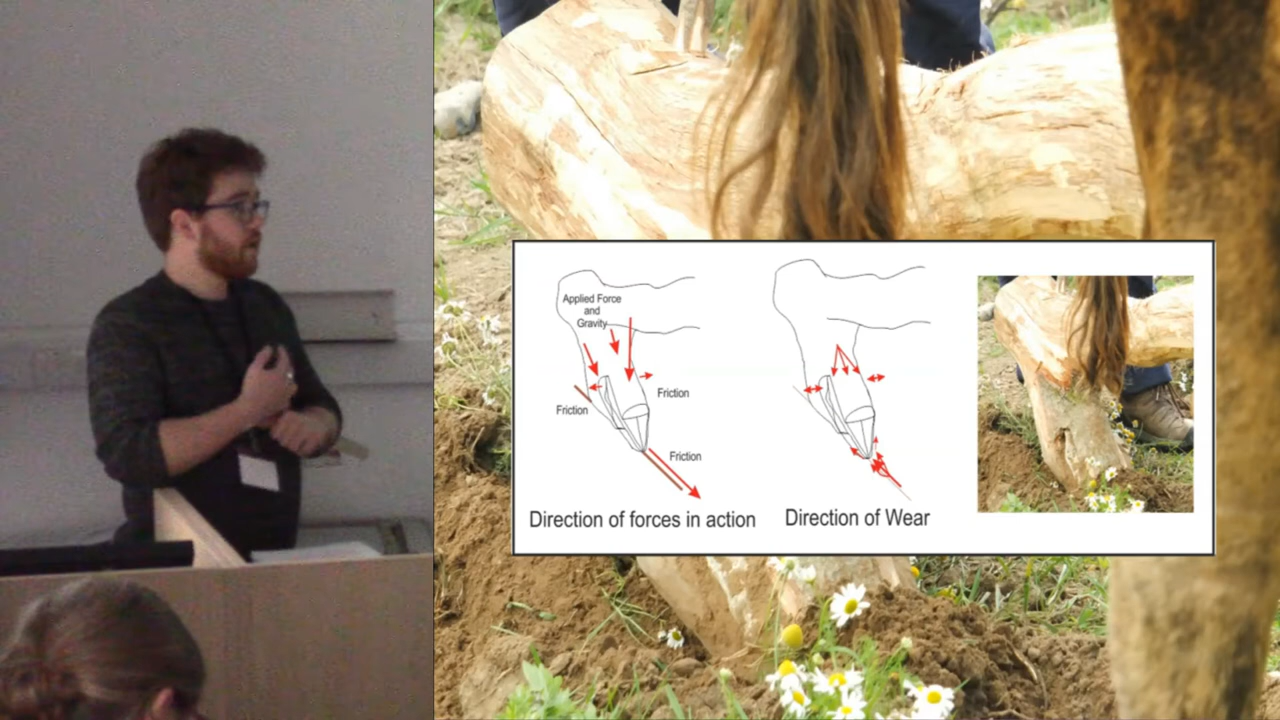 Applied Force
and
Gravity
Friction
Friction
Friction
Direction of forces in action
Direction of Wear